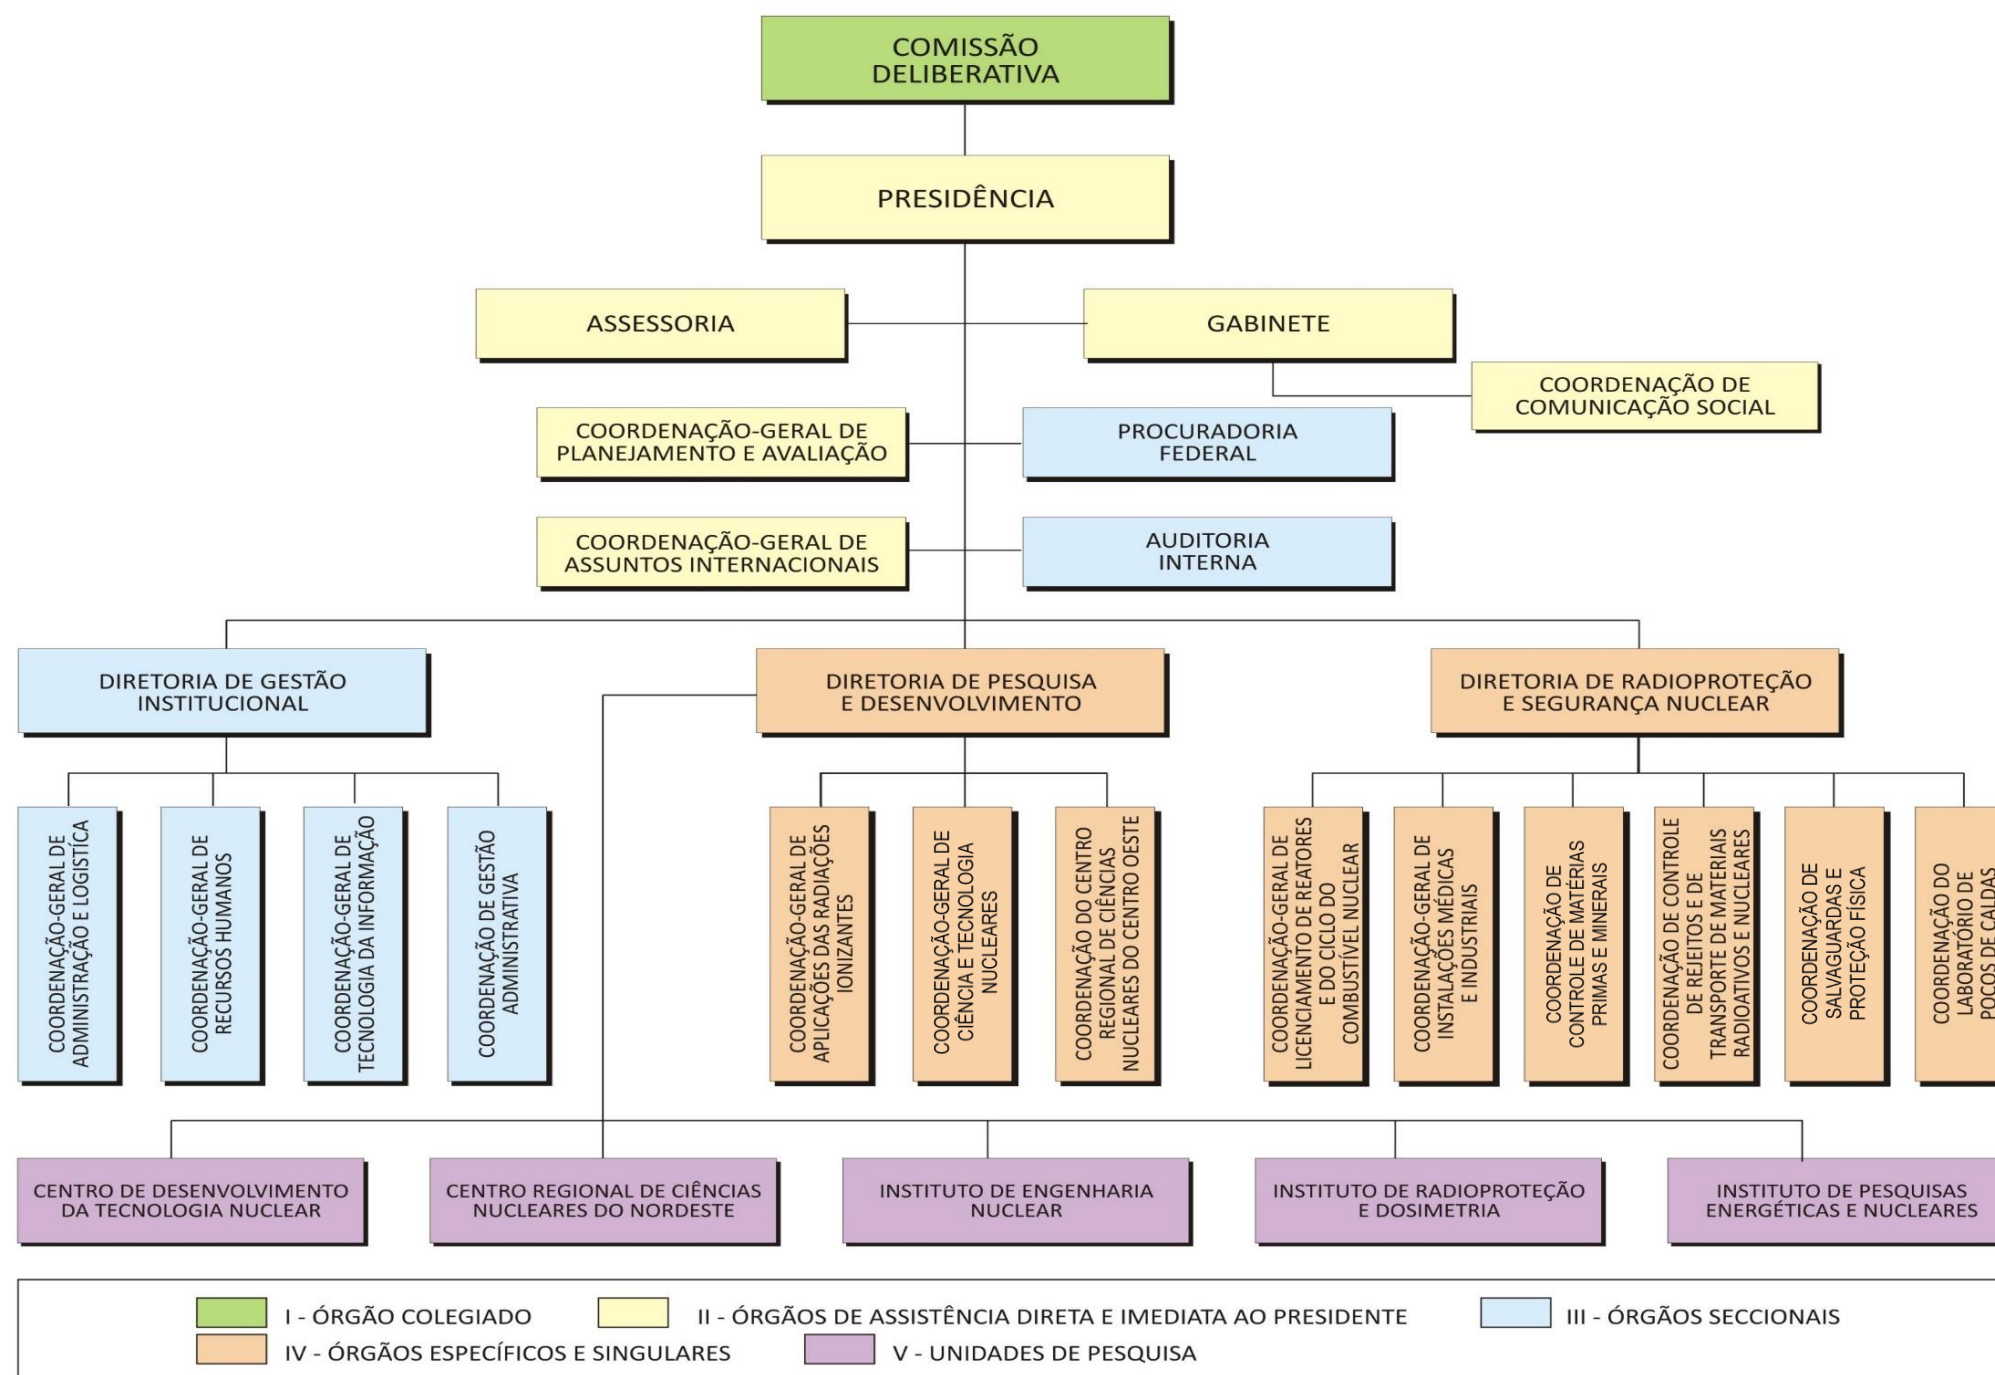 COMISSÃO
DELIBERATIVA
PRESIDÊNCIA
ASSESSORIA
GABINETE
COORDENAÇÃO DE
COMUNICAÇÃO SOCIAL
COORDENAÇÃO-GERAL DE
PLANEJAMENTO E AVALIAÇÃO
PROCURADORIA
FEDERAL
COORDENAÇÃO-GERAL DE
ASSUNTOS INTERNACIONAIS
AUDITORIA
INTERNA
DIRETORIA DE GESTÃO
INSTITUCIONAL
DIRETORIA DE PESQUISA
E DESENVOLVIMENTO
DIRETORIA DE RADIOPROTEÇÃO
E SEGURANÇA NUCLEAR
COORDENAÇÃO-GERAL DE
ADMINISTRAÇÃO E LOGISTÍCA
COORDENAÇÃO-GERAL DE
RECURSOS HUMANOS
COORDENAÇÃO-GERAL DE
TECNOLOGIA DA INFORMAÇÃO
COORDENAÇÃO DE GESTÃO
ADMINISTRATIVA
COORDENAÇÃO-GERAL DE
APLICAÇÕES DAS RADIAÇÕES
IONIZANTES
COORDENAÇÃO-GERAL DE
CIÊNCIA E TECNOLOGIA
NUCLEARES
COORDENAÇÃO DO CENTRO
REGIONAL DE CIÊNCIAS
NUCLEARES DO CENTRO OESTE
COORDENAÇÃO-GERAL DE
LICENCIAMENTO DE REATORES
E DO CICLO DO
COMBUSTÍVEL NUCLEAR
COORDENAÇÃO-GERAL DE
INSTALAÇÕES MÉDICAS
E INDUSTRIAIS
COORDENAÇÃO DE
CONTROLE DE MATÉRIAS
PRIMAS E MINERAIS
COORDENAÇÃO DE CONTROLE
DE REJEITOS E DE
TRANSPORTE DE MATERIAIS
RADIOATIVOS E NUCLEARES
COORDENAÇÃO DE
SALVAGUARDAS E
PROTEÇÃO FÍSICA
COORDENAÇÃO DO
LABORATÓRIO DE
POÇOS DE CALDAS
CENTRO DE DESENVOLVIMENTO
DA TECNOLOGIA NUCLEAR
CENTRO REGIONAL DE CIÊNCIAS
NUCLEARES DO NORDESTE
INSTITUTO DE ENGENHARIA
NUCLEAR
INSTITUTO DE RADIOPROTEÇÃO
E DOSIMETRIA
INSTITUTO DE PESQUISAS
ENERGÉTICAS E NUCLEARES
I - ÓRGÃO COLEGIADO
II - ÓRGÃOS DE ASSISTÊNCIA DIRETA E IMEDIATA AO PRESIDENTE
III - ÓRGÃOS SECCIONAIS
IV - ÓRGÃOS ESPECÍFICOS E SINGULARES
V - UNIDADES DE PESQUISA